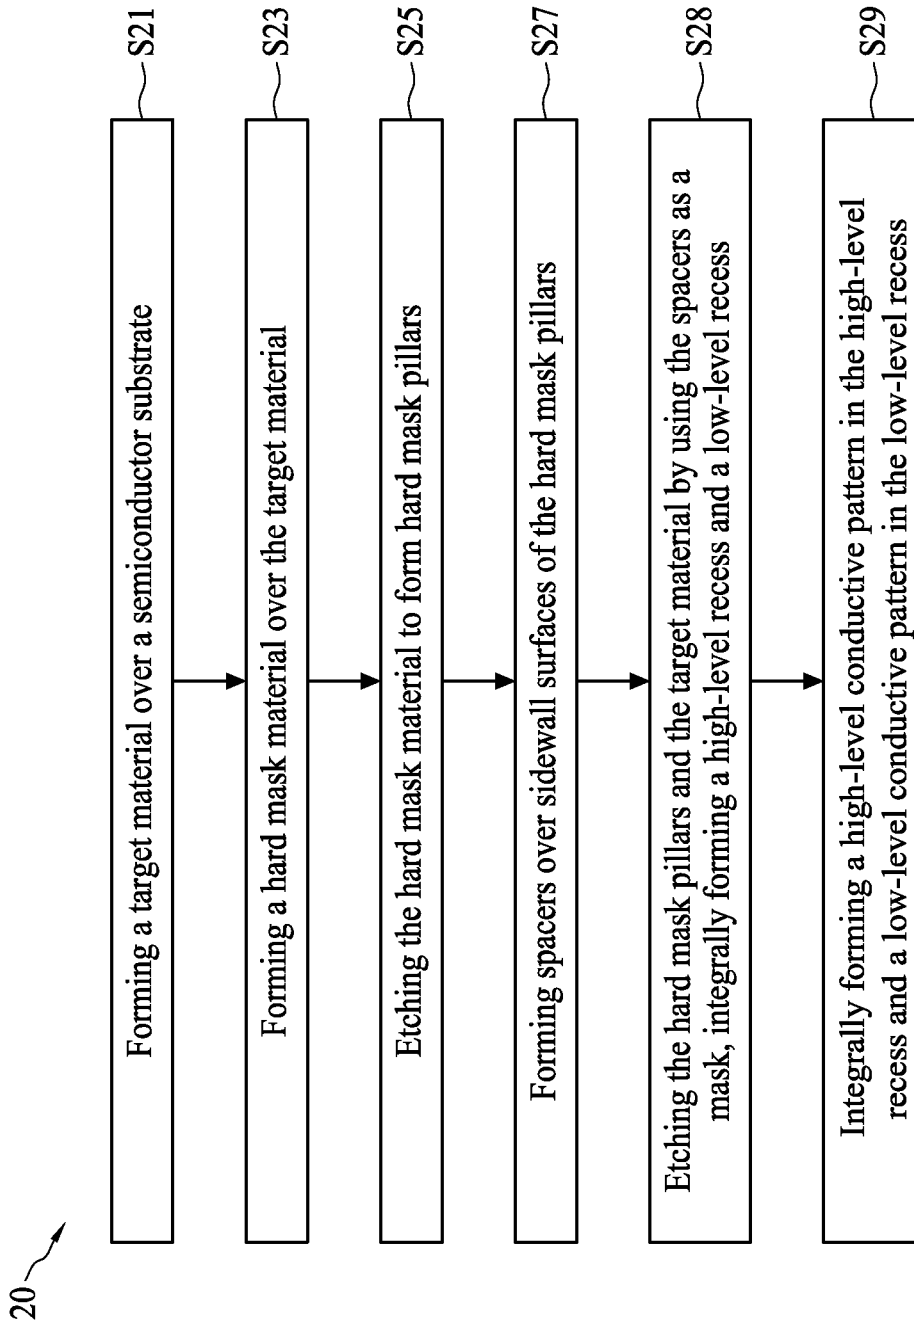 20
Forming a target material over a semiconductor substrate
S21
Forming a hard mask material over the target material
S23
Etching the hard mask material to form hard mask pillars
S25
Forming spacers over sidewall surfaces of the hard mask pillars
S27
Etching the hard mask pillars and the target material by using the spacers as a
mask, integrally forming a high-level recess and a low-level recess
S28
Integrally forming a high-level conductive pattern in the high-level
recess and a low-level conductive pattern in the low-level recess
S29